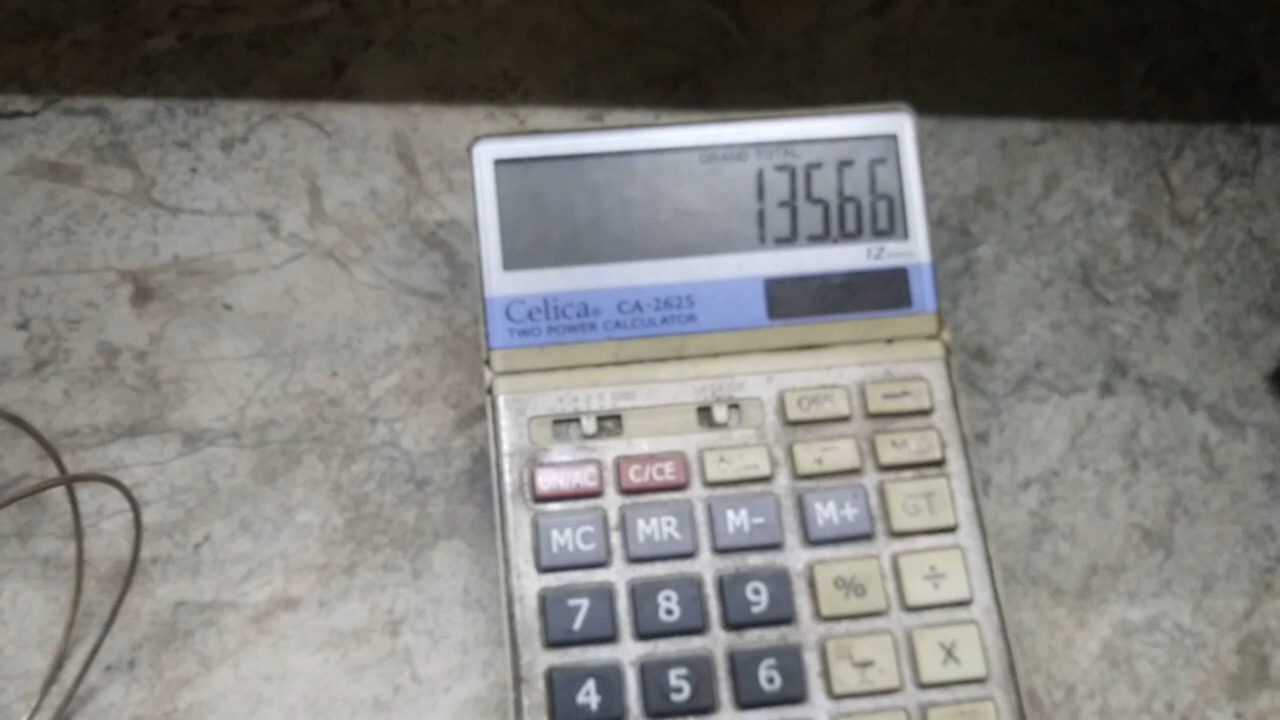 GRAND TOTAL
135.66
12
Celica® CA-2625
TWO POWER CALCULATOR
OFF
ON/AC C/CE
MC MR M- M+ GT
7 8 9 % ÷
4 5 6 X